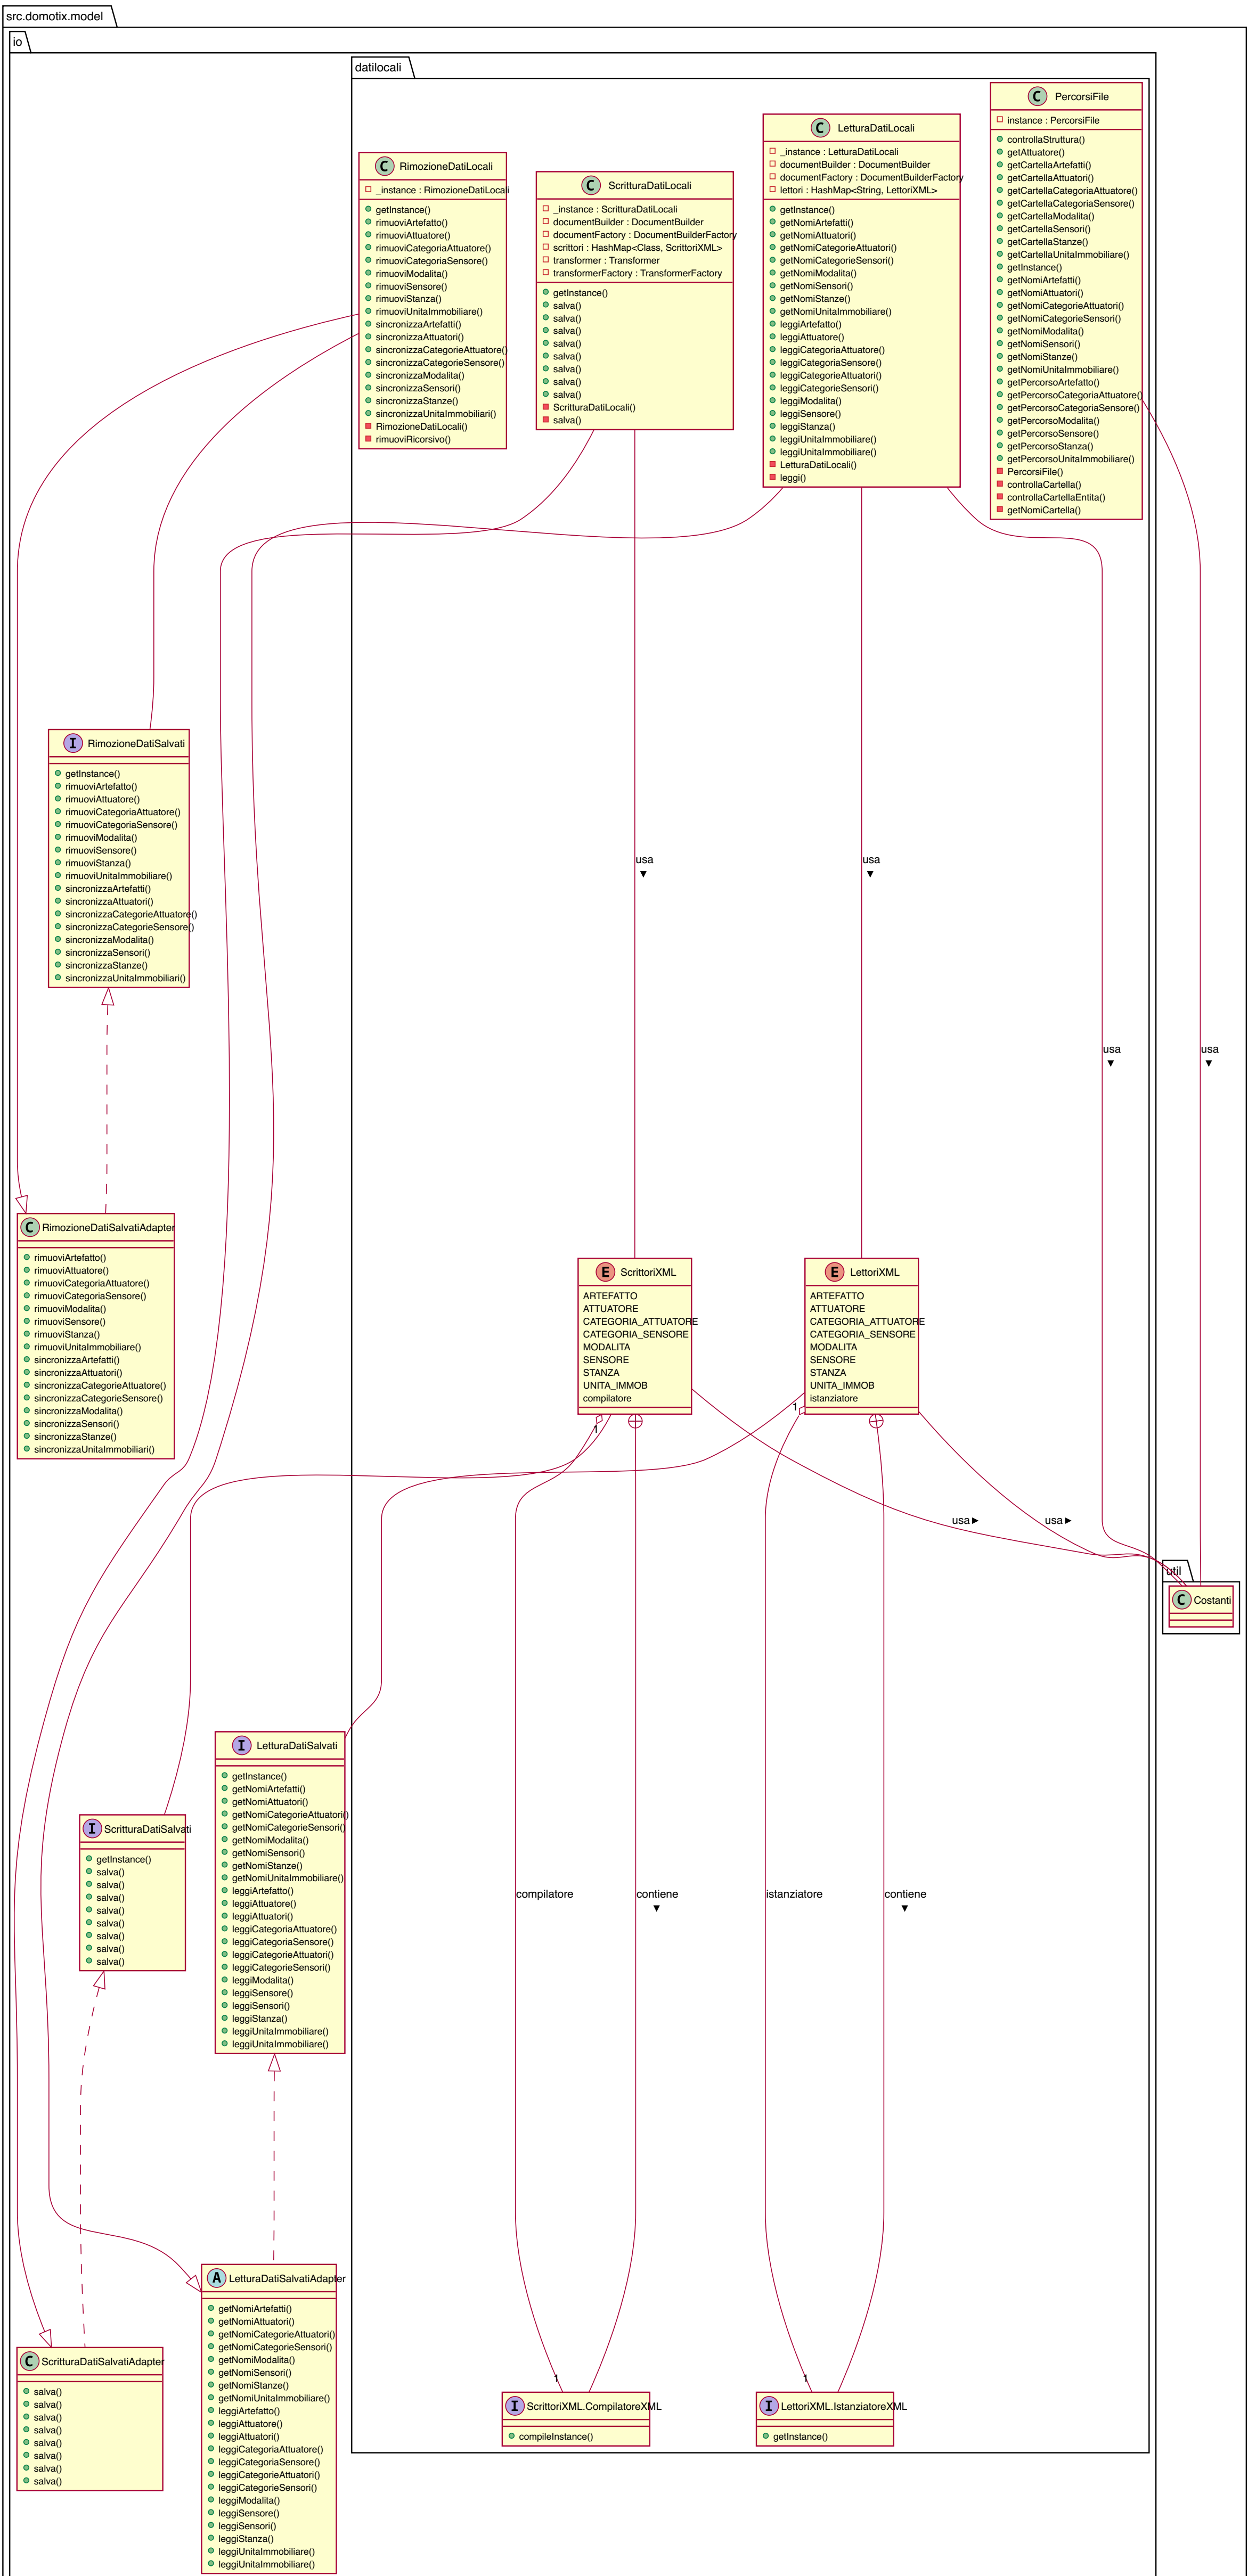 src.domotix.model
io
datilocali
PercorsiFile
instance : PercorsiFile
controllaStruttura()
getAttuatore()
getCartellaArtefatti()
getCartellaAttuatori()
getCartellaCategoriaAttuatore()
getCartellaCategoriaSensore()
getCartellaModalita()
getCartellaSensori()
getCartellaStanze()
getCartellaUnitaImmobiliare()
getInstance()
getNomiArtefatti()
getNomiAttuatori()
getNomiCategorieAttuatori()
getNomiCategorieSensori()
getNomiModalita()
getNomiSensori()
getNomiStanze()
getNomiUnitaImmobiliare()
getPercorsoArtefatto()
getPercorsoCategoriaAttuatore()
getPercorsoCategoriaSensore()
getPercorsoModalita()
getPercorsoSensore()
getPercorsoStanza()
getPercorsoUnitaImmobiliare()
PercorsiFile()
controllaCartella()
controllaCartellaEntita()
getNomiCartella()
LetturaDatiLocali
_instance : LetturaDatiLocali
documentBuilder : DocumentBuilder
documentFactory : DocumentBuilderFactory
lettori : HashMap<String, LettoriXML>
getInstance()
getNomiArtefatti()
getNomiAttuatori()
getNomiCategorieAttuatori()
getNomiCategorieSensori()
getNomiModalita()
getNomiSensori()
getNomiStanze()
getNomiUnitaImmobiliare()
leggiArtefatto()
leggiAttuatore()
leggiCategoriaAttuatore()
leggiCategoriaSensore()
leggiCategorieAttuatori()
leggiCategorieSensori()
leggiModalita()
leggiSensore()
leggiStanza()
leggiUnitaImmobiliare()
leggiUnitaImmobiliare()
LetturaDatiLocali()
leggi()
RimozioneDatiLocali
_instance : RimozioneDatiLocali
getInstance()
rimuoviArtefatto()
rimuoviAttuatore()
rimuoviCategoriaAttuatore()
rimuoviCategoriaSensore()
rimuoviModalita()
rimuoviSensore()
rimuoviStanza()
rimuoviUnitaImmobiliare()
sincronizzaArtefatti()
sincronizzaAttuatori()
sincronizzaCategorieAttuatore()
sincronizzaCategorieSensore()
sincronizzaModalita()
sincronizzaSensori()
sincronizzaStanze()
sincronizzaUnitaImmobiliari()
RimozioneDatiLocali()
rimuoviRicorsivo()
ScritturaDatiLocali
_instance : ScritturaDatiLocali
documentBuilder : DocumentBuilder
documentFactory : DocumentBuilderFactory
scrittori : HashMap<Class, ScrittoriXML>
transformer : Transformer
transformerFactory : TransformerFactory
getInstance()
salva()
salva()
salva()
salva()
salva()
salva()
salva()
salva()
ScritturaDatiLocali()
salva()
RimozioneDatiSalvati
getInstance()
rimuoviArtefatto()
rimuoviAttuatore()
rimuoviCategoriaAttuatore()
rimuoviCategoriaSensore()
rimuoviModalita()
rimuoviSensore()
rimuoviStanza()
rimuoviUnitaImmobiliare()
sincronizzaArtefatti()
sincronizzaAttuatori()
sincronizzaCategorieAttuatore()
sincronizzaCategorieSensore()
sincronizzaModalita()
sincronizzaSensori()
sincronizzaStanze()
sincronizzaUnitaImmobiliari()
usa
usa
usa
usa
RimozioneDatiSalvatiAdapter
rimuoviArtefatto()
rimuoviAttuatore()
rimuoviCategoriaAttuatore()
rimuoviCategoriaSensore()
rimuoviModalita()
rimuoviSensore()
rimuoviStanza()
rimuoviUnitaImmobiliare()
sincronizzaArtefatti()
sincronizzaAttuatori()
sincronizzaCategorieAttuatore()
sincronizzaCategorieSensore()
sincronizzaModalita()
sincronizzaSensori()
sincronizzaStanze()
sincronizzaUnitaImmobiliari()
ScrittoriXML
ARTEFATTO
ATTUATORE
CATEGORIA_ATTUATORE
CATEGORIA_SENSORE
MODALITA
SENSORE
STANZA
UNITA_IMMOB
compilatore
LettoriXML
ARTEFATTO
ATTUATORE
CATEGORIA_ATTUATORE
CATEGORIA_SENSORE
MODALITA
SENSORE
STANZA
UNITA_IMMOB
istanziatore
1
1
usa
usa
util
Costanti
LetturaDatiSalvati
getInstance()
getNomiArtefatti()
getNomiAttuatori()
getNomiCategorieAttuatori()
getNomiCategorieSensori()
getNomiModalita()
getNomiSensori()
getNomiStanze()
getNomiUnitaImmobiliare()
leggiArtefatto()
leggiAttuatore()
leggiAttuatori()
leggiCategoriaAttuatore()
leggiCategoriaSensore()
leggiCategorieAttuatori()
leggiCategorieSensori()
leggiModalita()
leggiSensore()
leggiSensori()
leggiStanza()
leggiUnitaImmobiliare()
leggiUnitaImmobiliare()
ScritturaDatiSalvati
getInstance()
salva()
salva()
salva()
salva()
salva()
salva()
salva()
salva()
compilatore
contiene
istanziatore
contiene
LetturaDatiSalvatiAdapter
getNomiArtefatti()
getNomiAttuatori()
getNomiCategorieAttuatori()
getNomiCategorieSensori()
getNomiModalita()
getNomiSensori()
getNomiStanze()
getNomiUnitaImmobiliare()
leggiArtefatto()
leggiAttuatore()
leggiAttuatori()
leggiCategoriaAttuatore()
leggiCategoriaSensore()
leggiCategorieAttuatori()
leggiCategorieSensori()
leggiModalita()
leggiSensore()
leggiSensori()
leggiStanza()
leggiUnitaImmobiliare()
leggiUnitaImmobiliare()
ScritturaDatiSalvatiAdapter
salva()
salva()
salva()
salva()
salva()
salva()
salva()
salva()
1
1
ScrittoriXML.CompilatoreXML
compileInstance()
LettoriXML.IstanziatoreXML
getInstance()